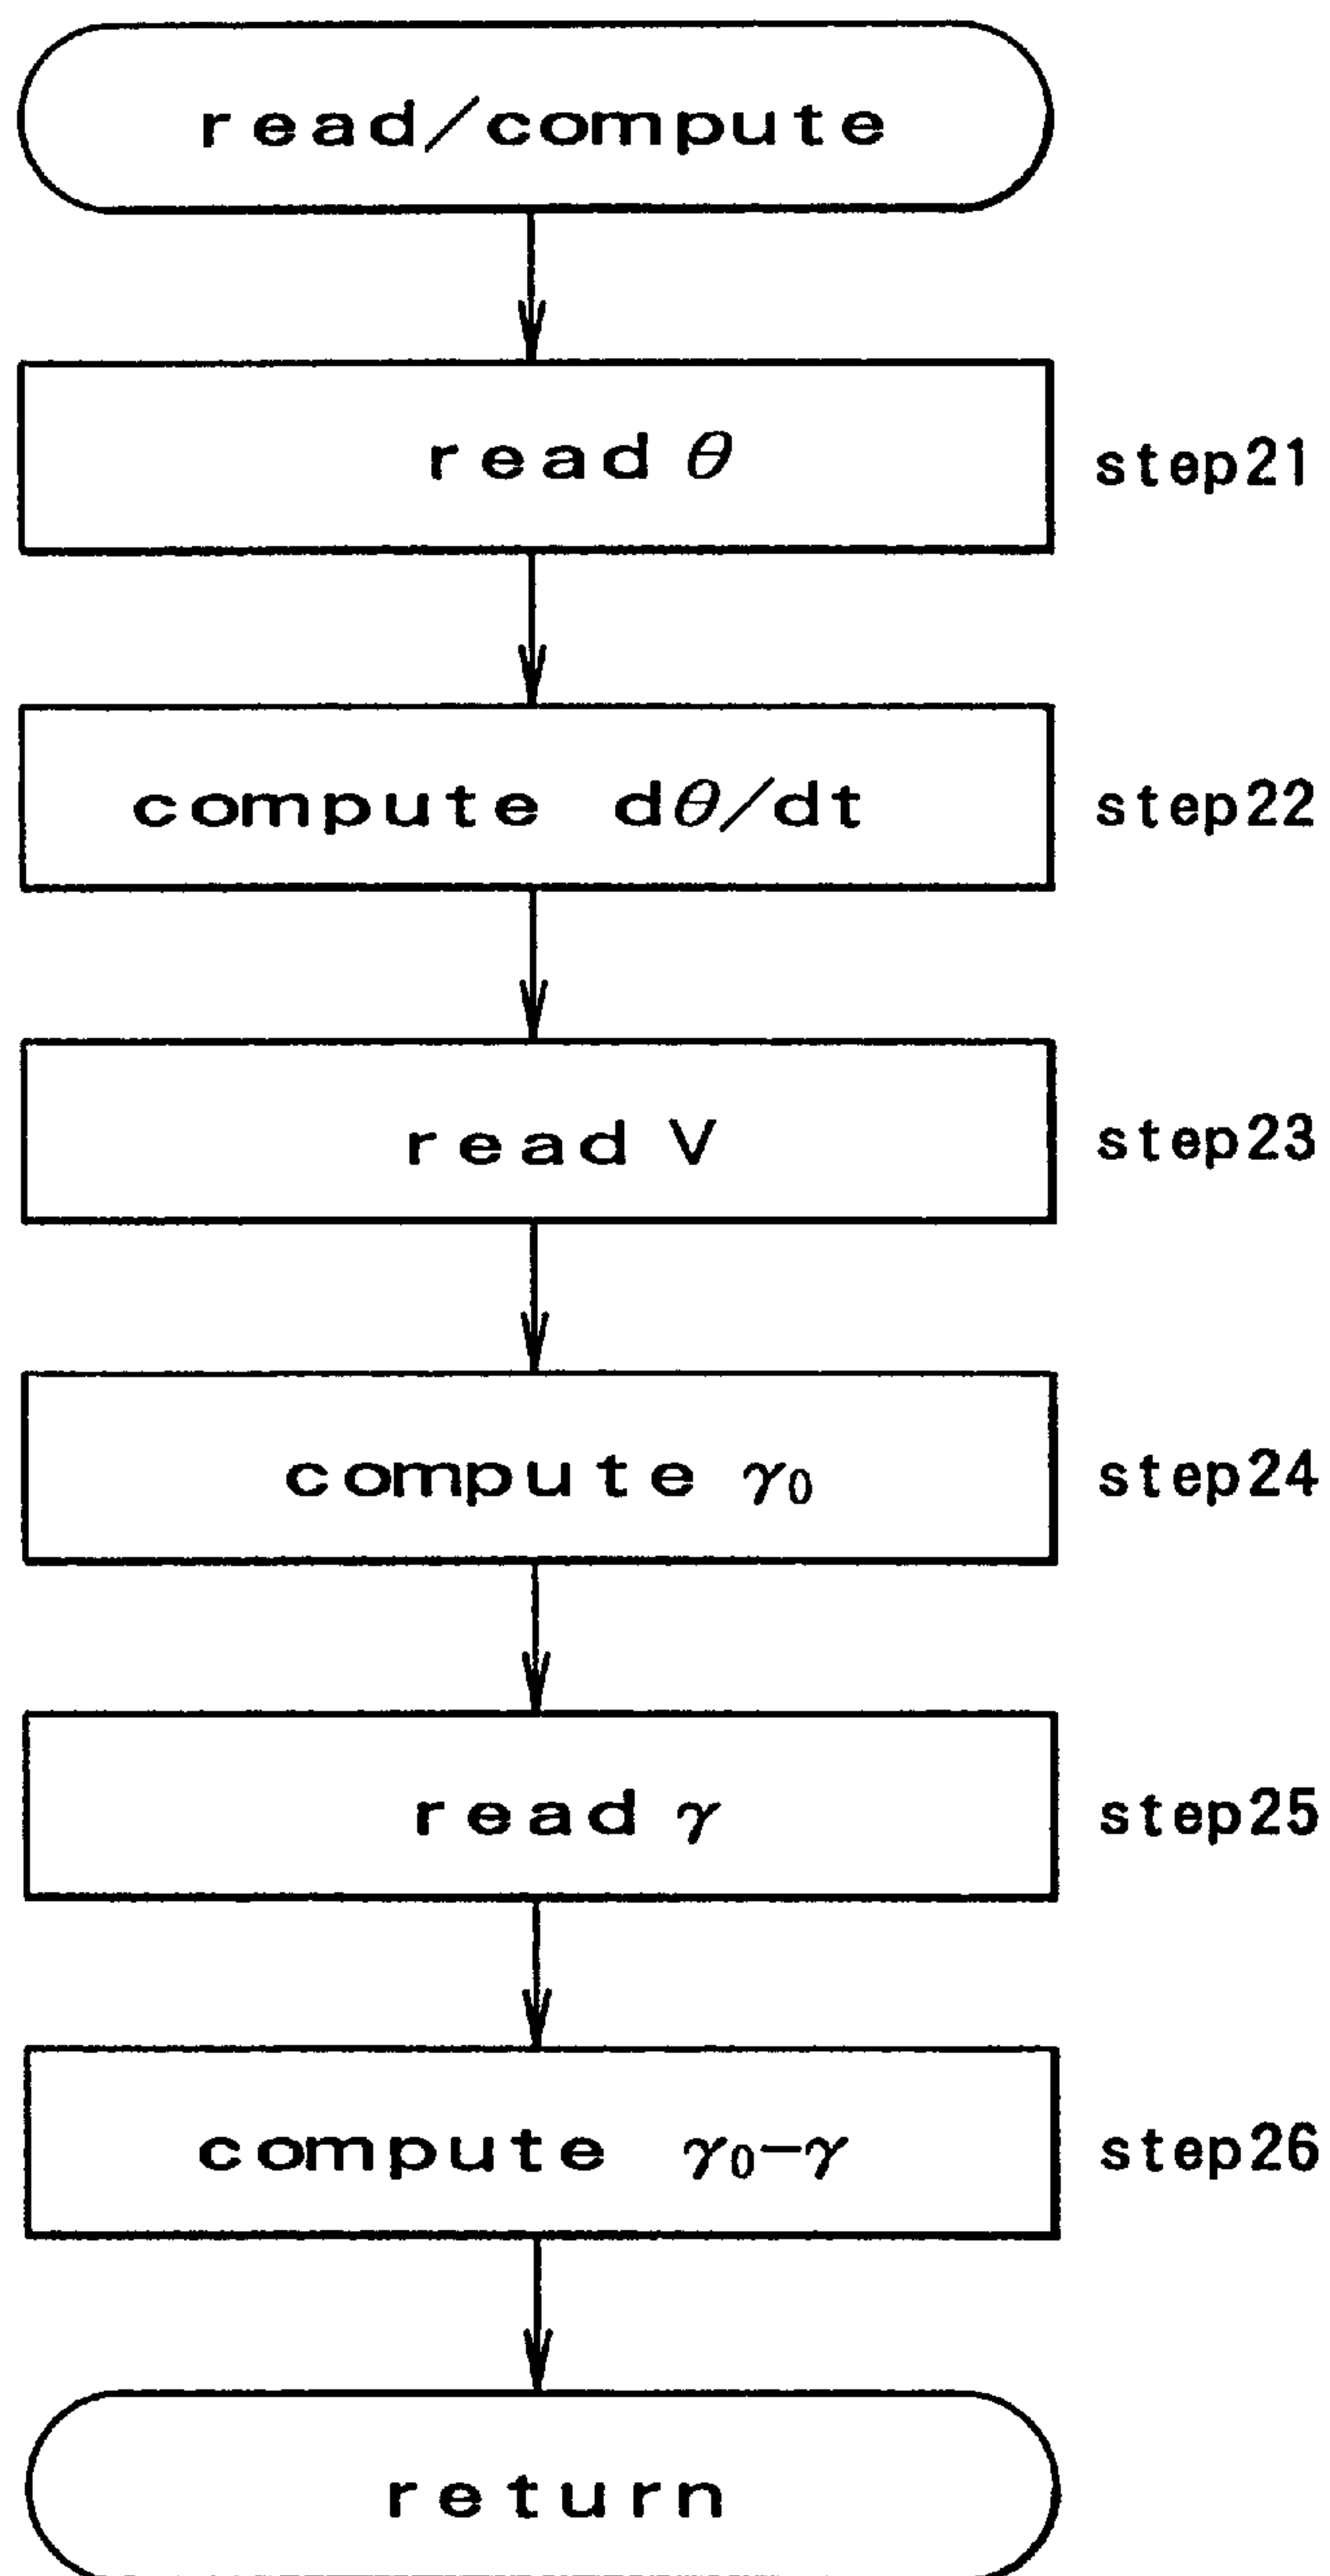 read/compute
read θ step21
compute dθ/dt step22
read V step23
compute γ₀ step24
read γ step25
compute γ₀−γ step26
return